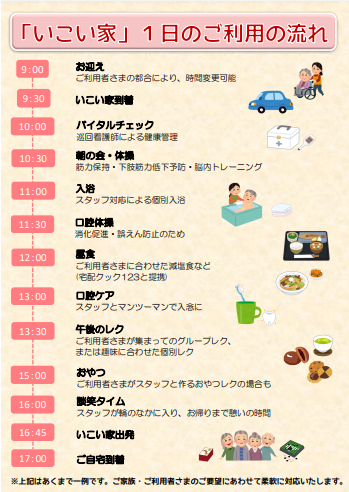 「いこい家」１日のご利用の流れ
9:00
お迎え
ご利用者さまの都合により、時間変更可能
9:30
いこい家到着
10:00
バイタルチェック
巡回看護師による健康管理
10:30
朝の会・体操
筋力保持・下肢筋力低下予防・脳内トレーニング
11:00
入浴
スタッフ対応による個別入浴
11:30
口腔体操
消化促進・誤えん防止のため
12:00
昼食
ご利用者さまに合わせた減塩食など
(宅配クック123と提携)
13:00
口腔ケア
スタッフとマンツーマンで入念に
13:30
午後のレク
ご利用者さまが集まってのグループレク、
または趣味に合わせた個別レク
15:00
おやつ
ご利用者さまがスタッフと作るおやつレクの場合も
16:00
談笑タイム
スタッフが輪のなかに入り、お帰りまで憩いの時間
16:45
いこい家出発
17:00
ご自宅到着
※上記はあくまで一例です。ご家族・ご利用者さまのご要望にあわせて柔軟に対応いたします。